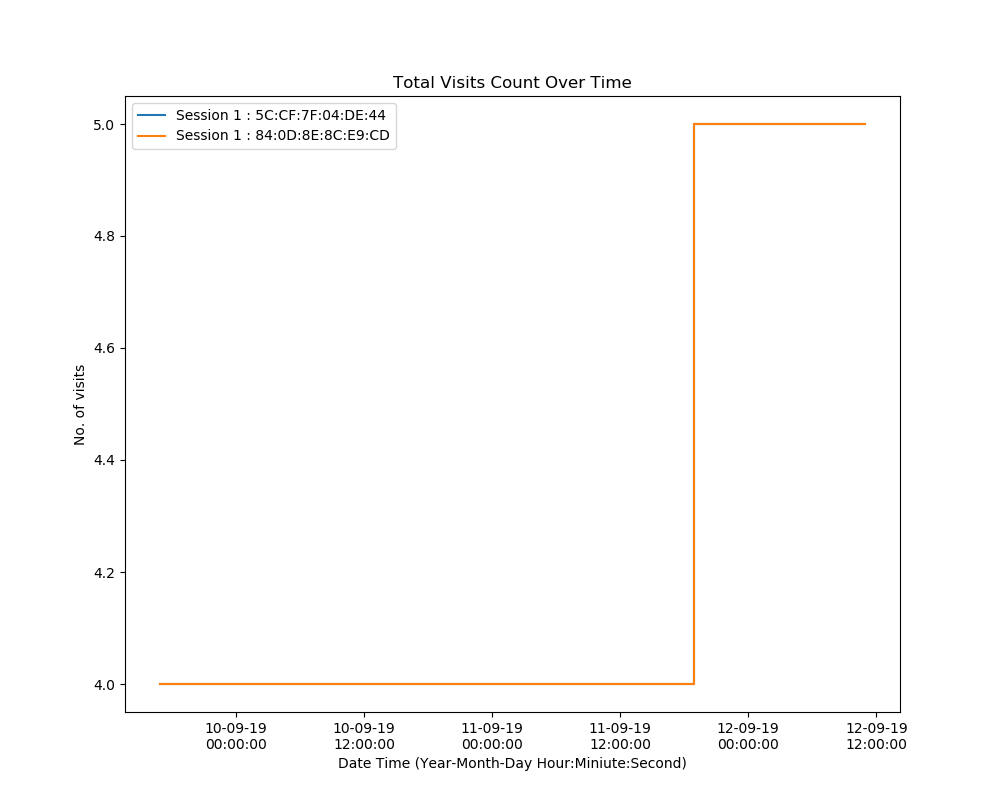 Total Visits Count Over Time
Session 1 : 5C:CF:7F:04:DE:44
Session 1 : 84:0D:8E:8C:E9:CD
5.0
4.8
4.6
4.4
4.2
4.0
No. of visits
10-09-19 10-09-19 11-09-19 11-09-19 12-09-19 12-09-19
00:00:00 12:00:00 00:00:00 12:00:00 00:00:00 12:00:00
Date Time (Year-Month-Day Hour:Miniute:Second)